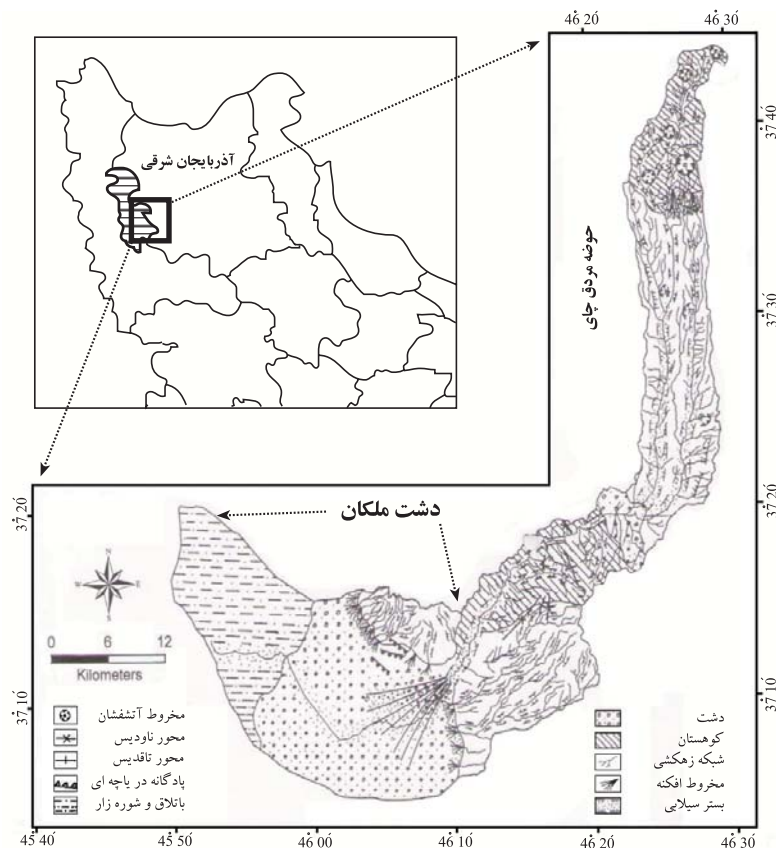 46 20́
46 30́
37 40́
37 30́
37 20́
37 10́
آذربایجان شرقی
حوضه مردق چای
دشت ملکان
37 20́
37 10́
N
W
E
S
0 6 12
Kilometers
مخروط آتشفشان
محور ناودیس
محور تاقدیس
پادگانه دریاچه ای
باتلاق و شوره زار
دشت
کوهستان
شبکه زهکشی
مخروط افکنه
بستر سیلابی
45 40́
45 50́
46 00́
46 10́
46 20́
46 30́